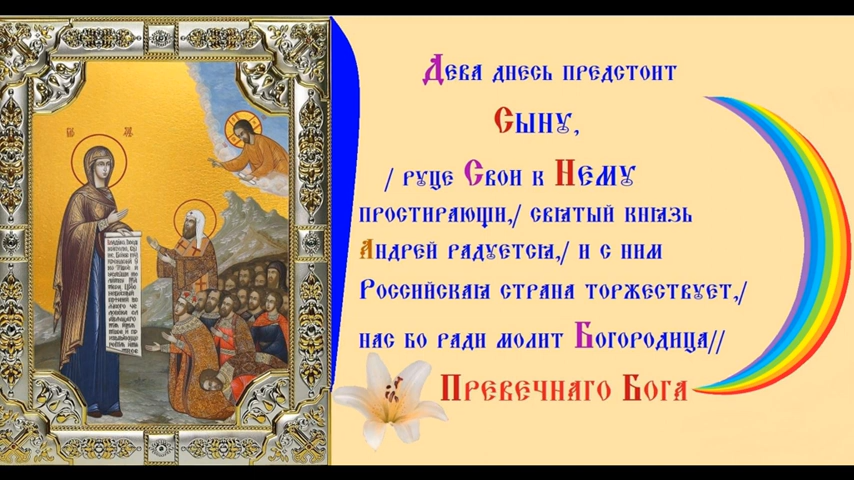 Дева днесь предстоит
Сыну,
/ руце Свои к Нему
простирающи,/ святый князь
Андрей радуется,/ и с ним
Российская страна торжествует,/
нас бо ради молит Богородица//
Превечнаго Бога